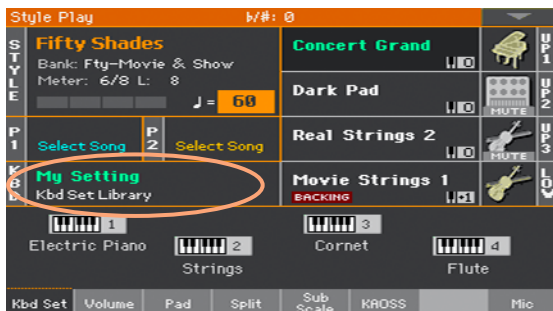 Style Play
♭/#: 0
STYLE
Fifty Shades
Bank: Fty-Movie & Show
Meter: 6/8 L: 8
♩= 60
P1
Select Song
P2
Select Song
My Setting
Kbd Set Library
Concert Grand
UP1
Dark Pad
MUTE
UP2
Real Strings 2
MUTE
UP3
Movie Strings 1
BACKING
+1
LOW
1
Electric Piano
2
Strings
3
Cornet
4
Flute
Kbd Set
Volume
Pad
Split
Sub
Scale
KAOSS
Mic